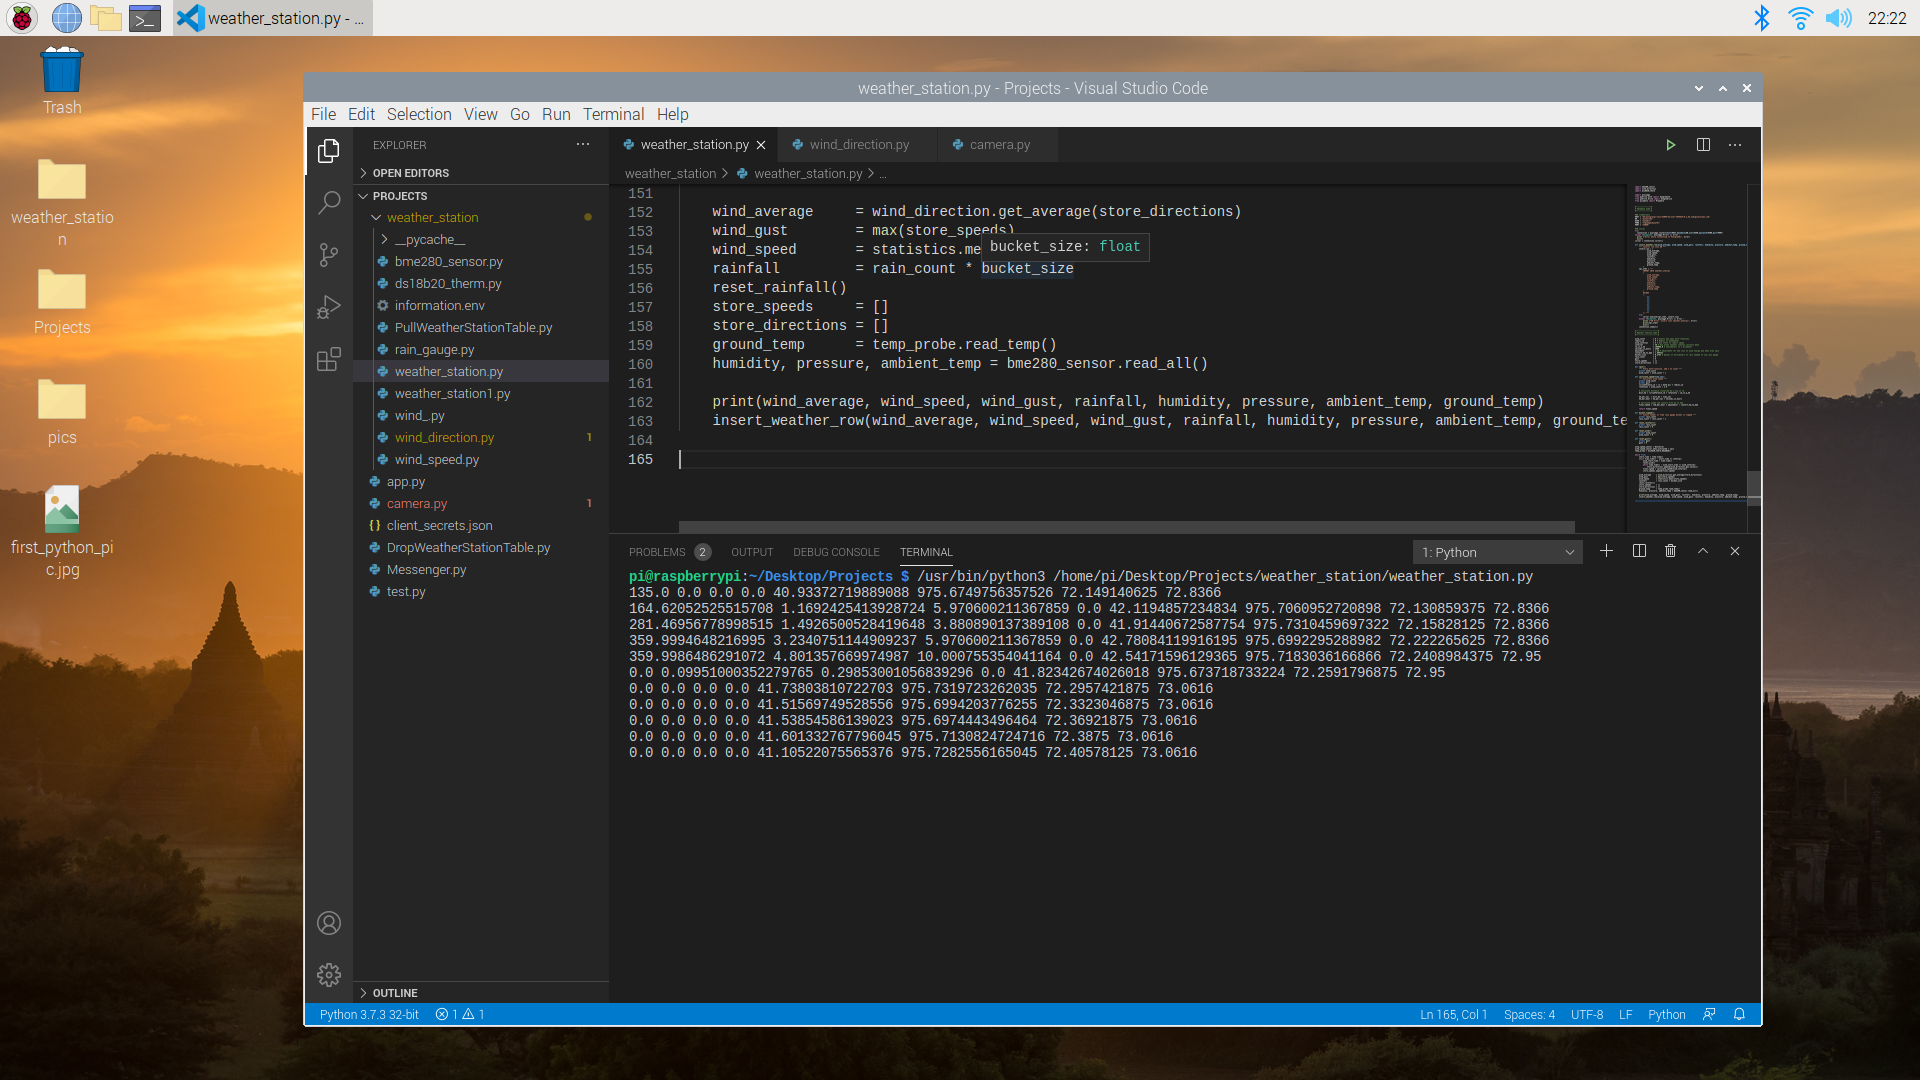 weather_station.py - ...
22:22
Trash
weather_statio
n
Projects
pics
first_python_pi
c.jpg
weather_station.py - Projects - Visual Studio Code
File Edit Selection View Go Run Terminal Help
EXPLORER
OPEN EDITORS
PROJECTS
weather_station
__pycache__
bme280_sensor.py
ds18b20_therm.py
information.env
PullWeatherStationTable.py
rain_gauge.py
weather_station.py
weather_station1.py
wind_.py
wind_direction.py 1
wind_speed.py
app.py
camera.py 1
{} client_secrets.json
DropWeatherStationTable.py
Messenger.py
test.py
OUTLINE
weather_station.py wind_direction.py camera.py
weather_station > weather_station.py > ...
151
152 wind_average = wind_direction.get_average(store_directions)
153 wind_gust = max(store_speeds)
154 wind_speed = statistics.me
bucket_size: float
155 rainfall = rain_count * bucket_size
156 reset_rainfall()
157 store_speeds = []
158 store_directions = []
159 ground_temp = temp_probe.read_temp()
160 humidity, pressure, ambient_temp = bme280_sensor.read_all()
161
162 print(wind_average, wind_speed, wind_gust, rainfall, humidity, pressure, ambient_temp, ground_temp)
163 insert_weather_row(wind_average, wind_speed, wind_gust, rainfall, humidity, pressure, ambient_temp, ground_te
164
165
PROBLEMS 2 OUTPUT DEBUG CONSOLE TERMINAL 1: Python
pi@raspberrypi:~/Desktop/Projects $ /usr/bin/python3 /home/pi/Desktop/Projects/weather_station/weather_station.py
135.0 0.0 0.0 0.0 40.93372719889088 975.6749756357526 72.149140625 72.8366
164.62052525515708 1.1692425413928724 5.970600211367859 0.0 42.1194857234834 975.7060952720898 72.130859375 72.8366
281.46956778998515 1.4926500528419648 3.880890137389108 0.0 41.91440672587754 975.7310459697322 72.15828125 72.8366
359.9994648216995 3.2340751144909237 5.970600211367859 0.0 42.78084119916195 975.6992295288982 72.222265625 72.8366
359.9986486291072 4.801357669974987 10.000755354041164 0.0 42.54171596129365 975.7183036166866 72.2408984375 72.95
0.0 0.09951000352279765 0.29853001056839296 0.0 41.82342674026018 975.673718733224 72.2591796875 72.95
0.0 0.0 0.0 0.0 41.73803810722703 975.7319723262035 72.2957421875 73.0616
0.0 0.0 0.0 0.0 41.51569749528556 975.6994203776255 72.3323046875 73.0616
0.0 0.0 0.0 0.0 41.53854586139023 975.6974443496464 72.36921875 73.0616
0.0 0.0 0.0 0.0 41.601332767796045 975.7130824724716 72.3875 73.0616
0.0 0.0 0.0 0.0 41.10522075565376 975.7282556165045 72.40578125 73.0616
Python 3.7.3 32-bit 1 1 Ln 165, Col 1 Spaces: 4 UTF-8 LF Python